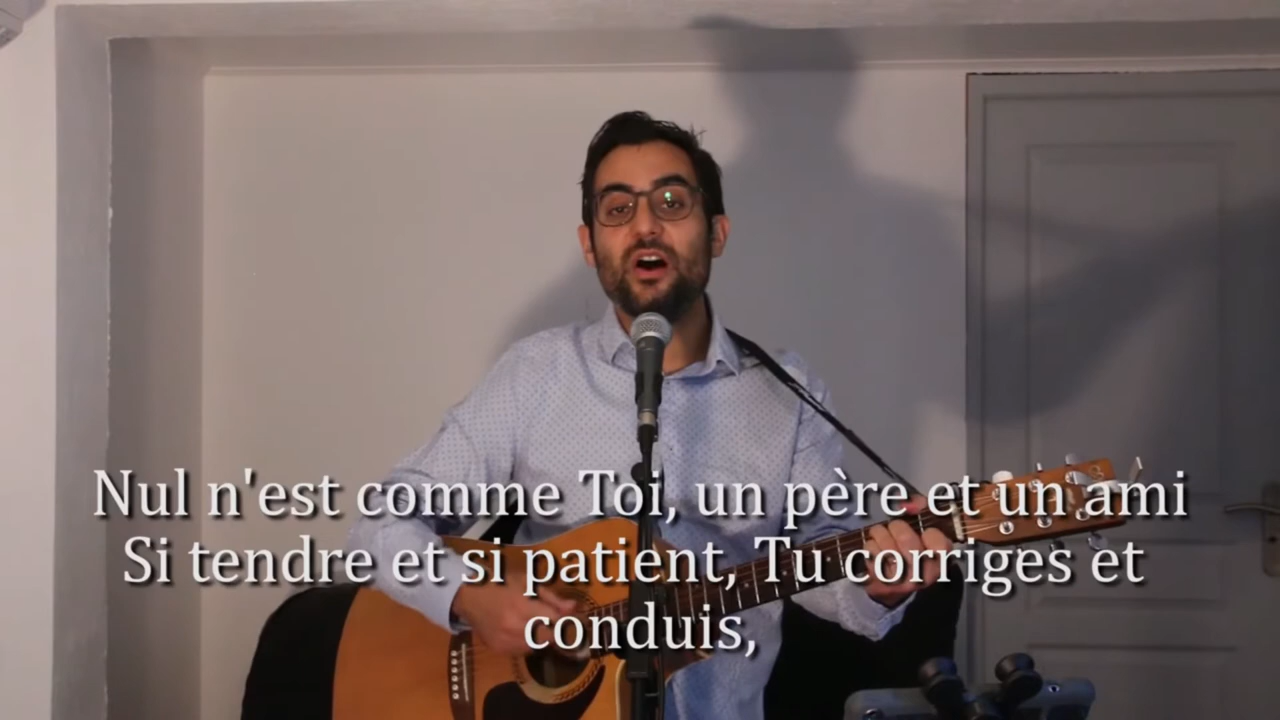 Nul n'est comme Toi, un père et un ami
Si tendre et si patient, Tu corriges et
conduis,